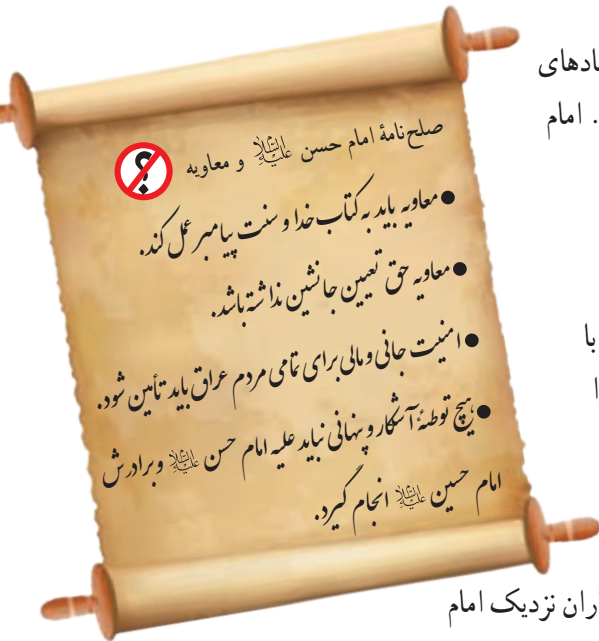 ادهای
. امام
صلح‌نامهٔ امام حسن علیه‌السلام و معاویه
• معاویه باید به کتاب خدا و سنت پیامبر عمل کند.
• معاویه حق تعیین جانشین نداشته باشد.
• امنیت جانی و مالی برای تمامی مردم عراق باید تأمین شود.
با
ا
• هیچ توطئهٔ آشکار و پنهانی نباید علیه امام حسن علیه‌السلام و برادرش
امام حسین علیه‌السلام انجام گیرد.
اران نزدیک امام